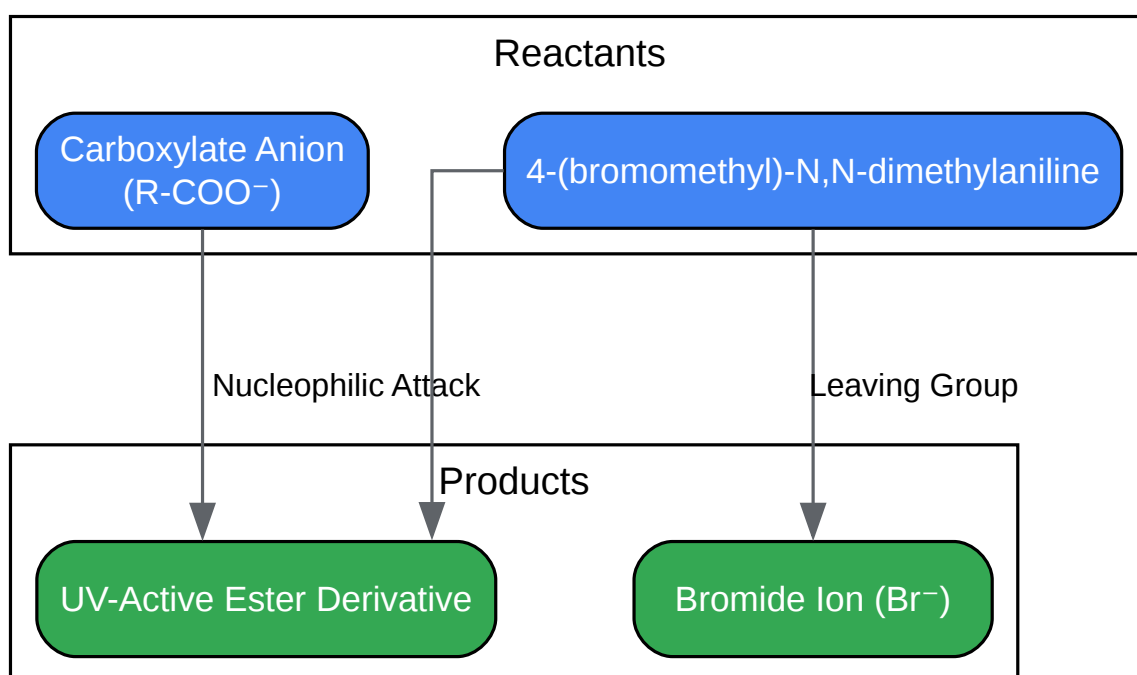 Reactants
Carboxylate Anion
(R-COO⁻)
4-(bromomethyl)-N,N-dimethylaniline
Nucleophilic Attack
Leaving Group
Products
UV-Active Ester Derivative
Bromide Ion (Br⁻)